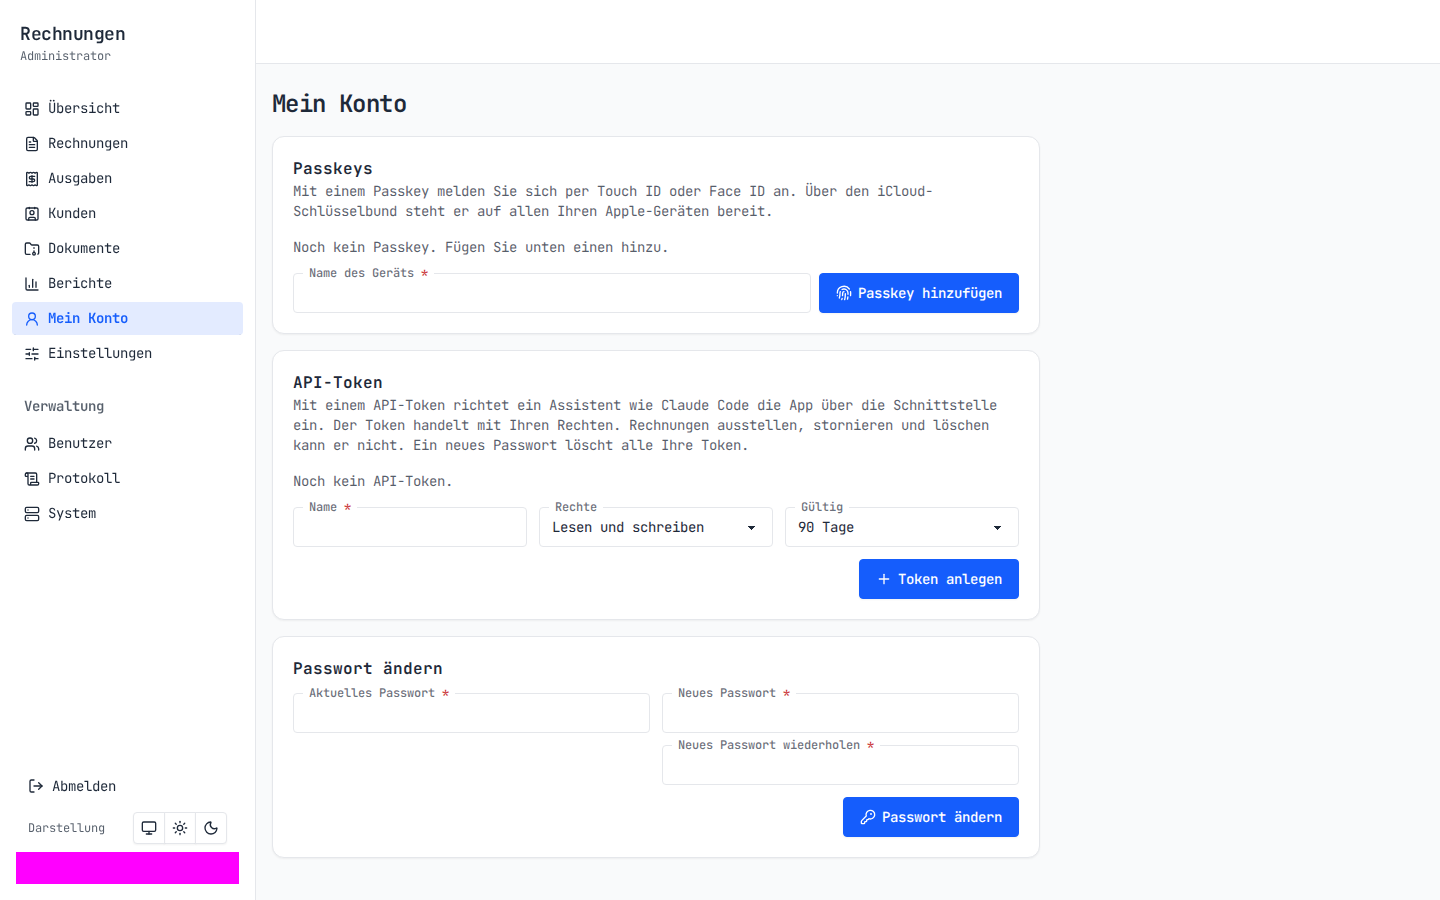 Rechnungen
Administrator
Übersicht
Rechnungen
Ausgaben
Kunden
Dokumente
Berichte
Mein Konto
Einstellungen
Verwaltung
Benutzer
Protokoll
System
Abmelden
Darstellung
Mein Konto
Passkeys
Mit einem Passkey melden Sie sich per Touch ID oder Face ID an. Über den iCloud-
Schlüsselbund steht er auf allen Ihren Apple-Geräten bereit.
Noch kein Passkey. Fügen Sie unten einen hinzu.
Name des Geräts *
Passkey hinzufügen
API-Token
Mit einem API-Token richtet ein Assistent wie Claude Code die App über die Schnittstelle
ein. Der Token handelt mit Ihren Rechten. Rechnungen ausstellen, stornieren und löschen
kann er nicht. Ein neues Passwort löscht alle Ihre Token.
Noch kein API-Token.
Name *
Rechte
Gültig
Lesen und schreiben
90 Tage
Token anlegen
Passwort ändern
Aktuelles Passwort *
Neues Passwort *
Neues Passwort wiederholen *
Passwort ändern